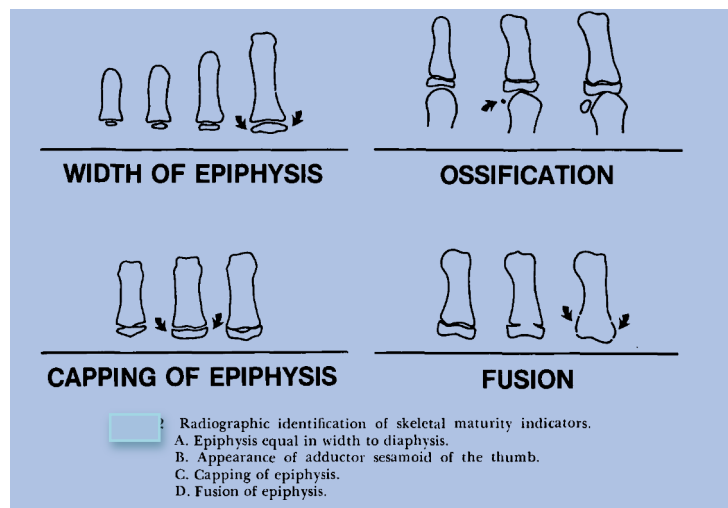 WIDTH OF EPIPHYSIS
OSSIFICATION
CAPPING OF EPIPHYSIS
FUSION
2 Radiographic identification of skeletal maturity indicators.
A. Epiphysis equal in width to diaphysis.
B. Appearance of adductor sesamoid of the thumb.
C. Capping of epiphysis.
D. Fusion of epiphysis.